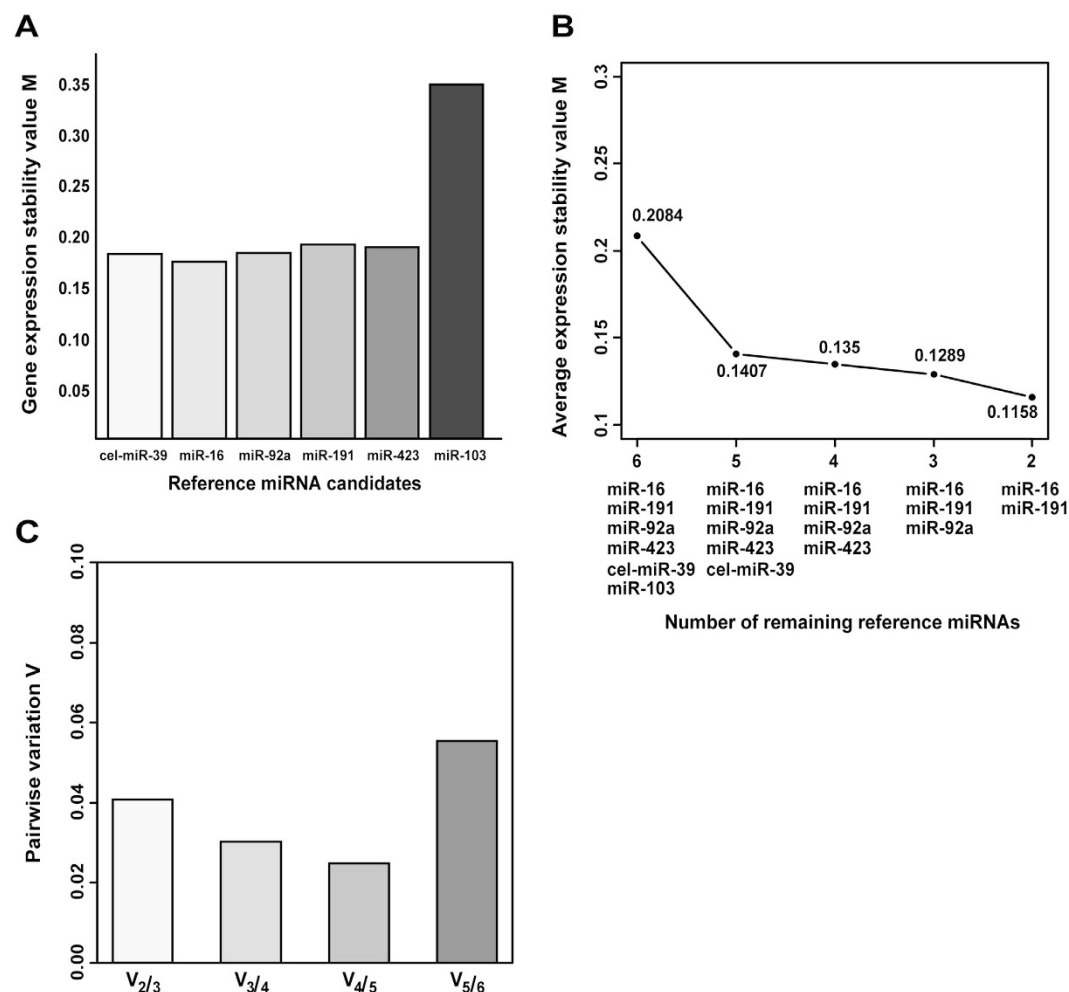 A
Gene expression stability value M
0.35
0.30
0.25
0.20
0.15
0.10
0.05
cel-miR-39 miR-16 miR-92a miR-191 miR-423 miR-103
Reference miRNA candidates
B
Average expression stability value M
0.3
0.25
0.2
0.15
0.1
0.2084
0.1407
0.135
0.1289
0.1158
6 5 4 3 2
miR-16 miR-16 miR-16 miR-16 miR-16
miR-191 miR-191 miR-191 miR-191 miR-191
miR-92a miR-92a miR-92a miR-92a
miR-423 miR-423 miR-423
cel-miR-39 cel-miR-39
miR-103
Number of remaining reference miRNAs
C
Pairwise variation V
0.10
0.08
0.06
0.04
0.02
0.00
V2/3 V3/4 V4/5 V5/6